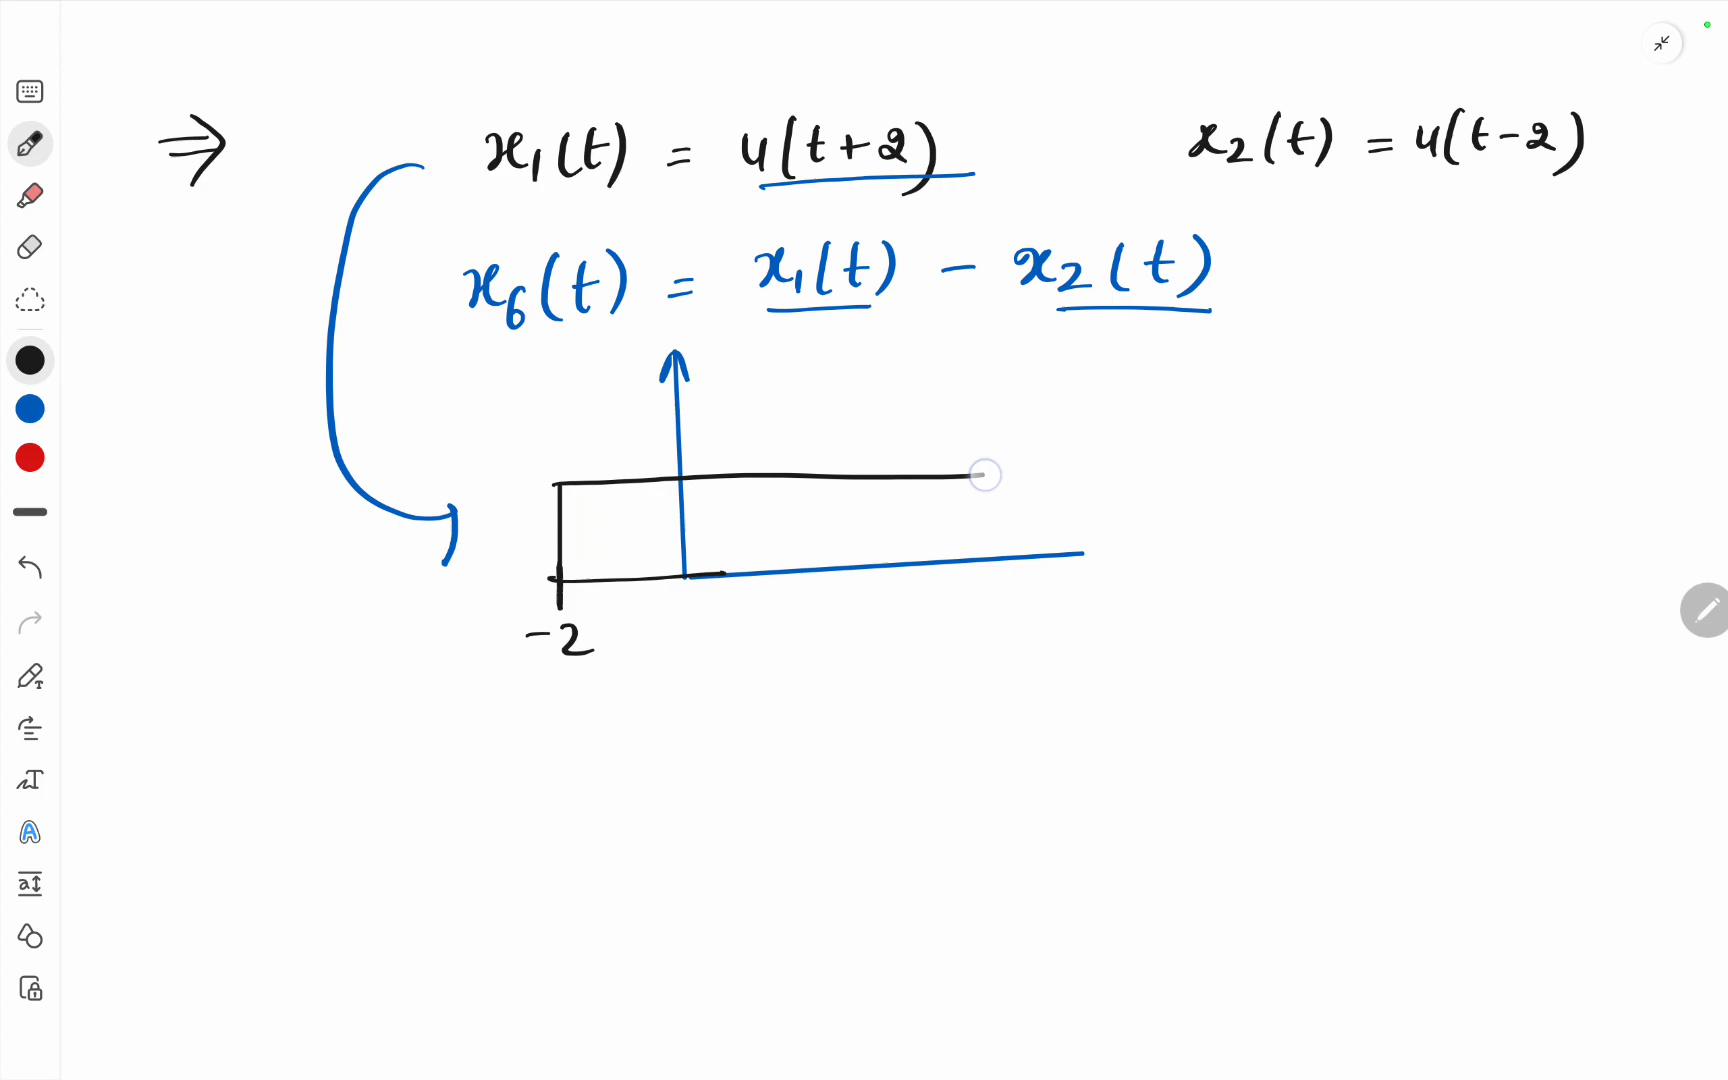 ⇒ x₁(t) = u(t+2) x₂(t) = u(t-2)
x₆(t) = x₁(t) - x₂(t)
-2